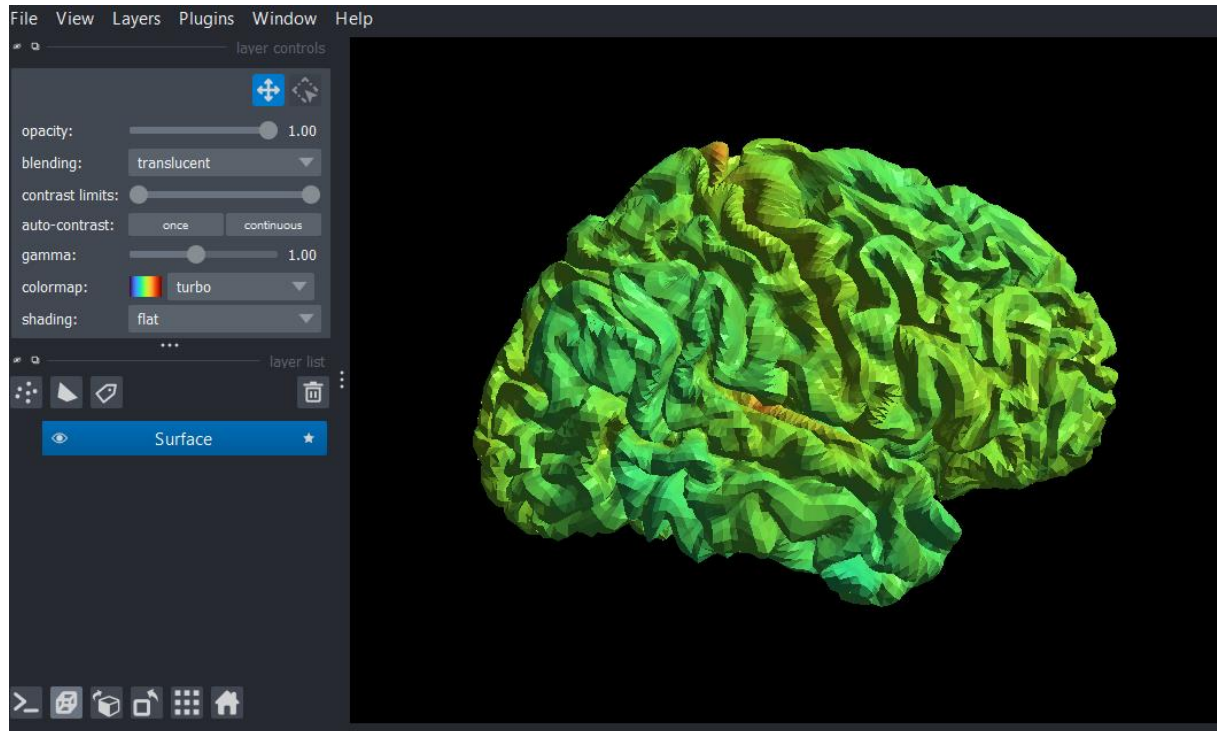 File View Layers Plugins Window Help
layer controls
opacity: 1.00
blending: translucent
contrast limits:
auto-contrast: once continuous
gamma: 1.00
colormap: turbo
shading: flat
layer list
Surface